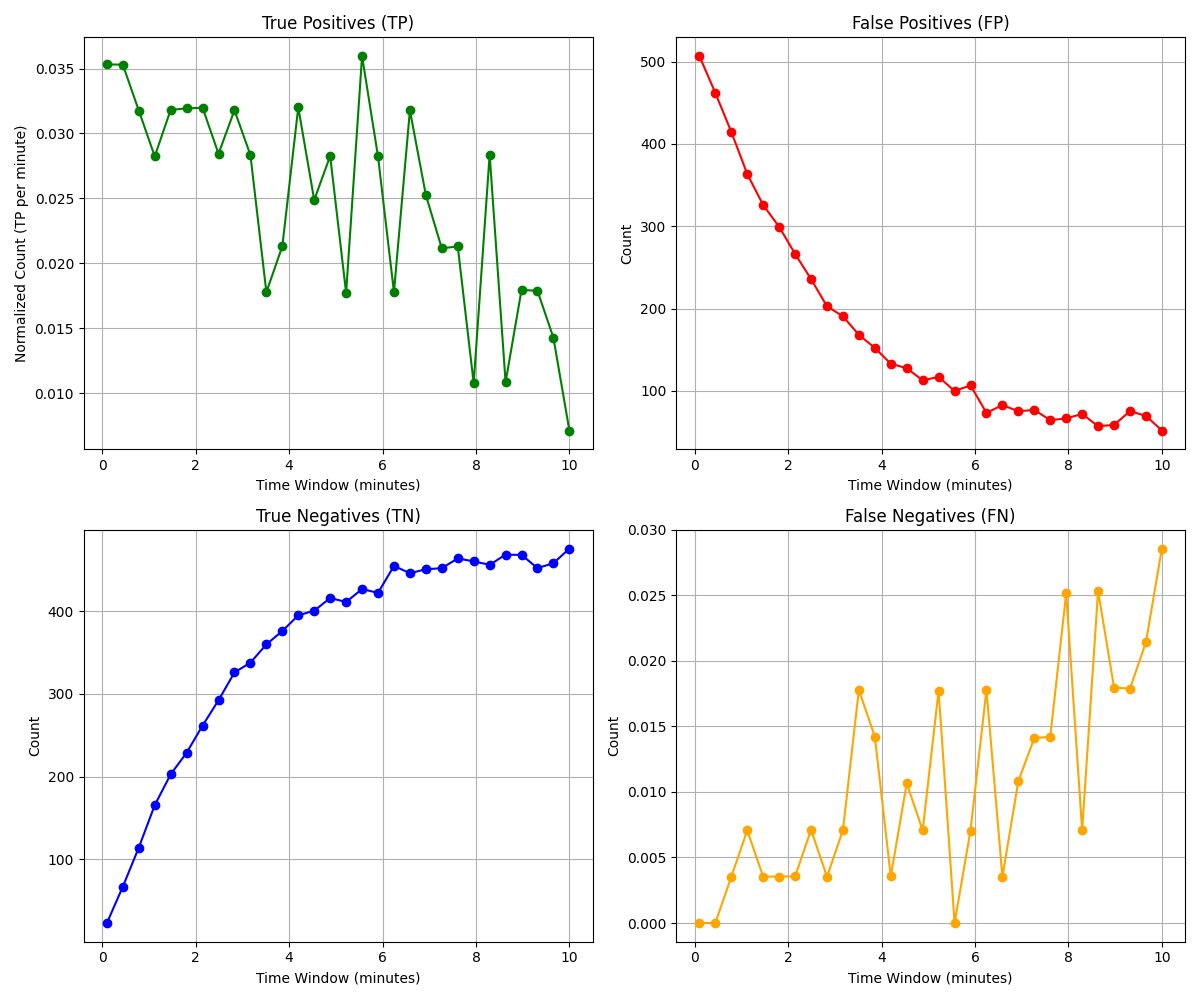 True Positives (TP)
Normalized Count (TP per minute)
0.035
0.030
0.025
0.020
0.015
0.010
0 2 4 6 8 10
Time Window (minutes)
False Positives (FP)
Count
500
400
300
200
100
0 2 4 6 8 10
Time Window (minutes)
True Negatives (TN)
Count
400
300
200
100
0 2 4 6 8 10
Time Window (minutes)
False Negatives (FN)
Count
0.030
0.025
0.020
0.015
0.010
0.005
0.000
0 2 4 6 8 10
Time Window (minutes)